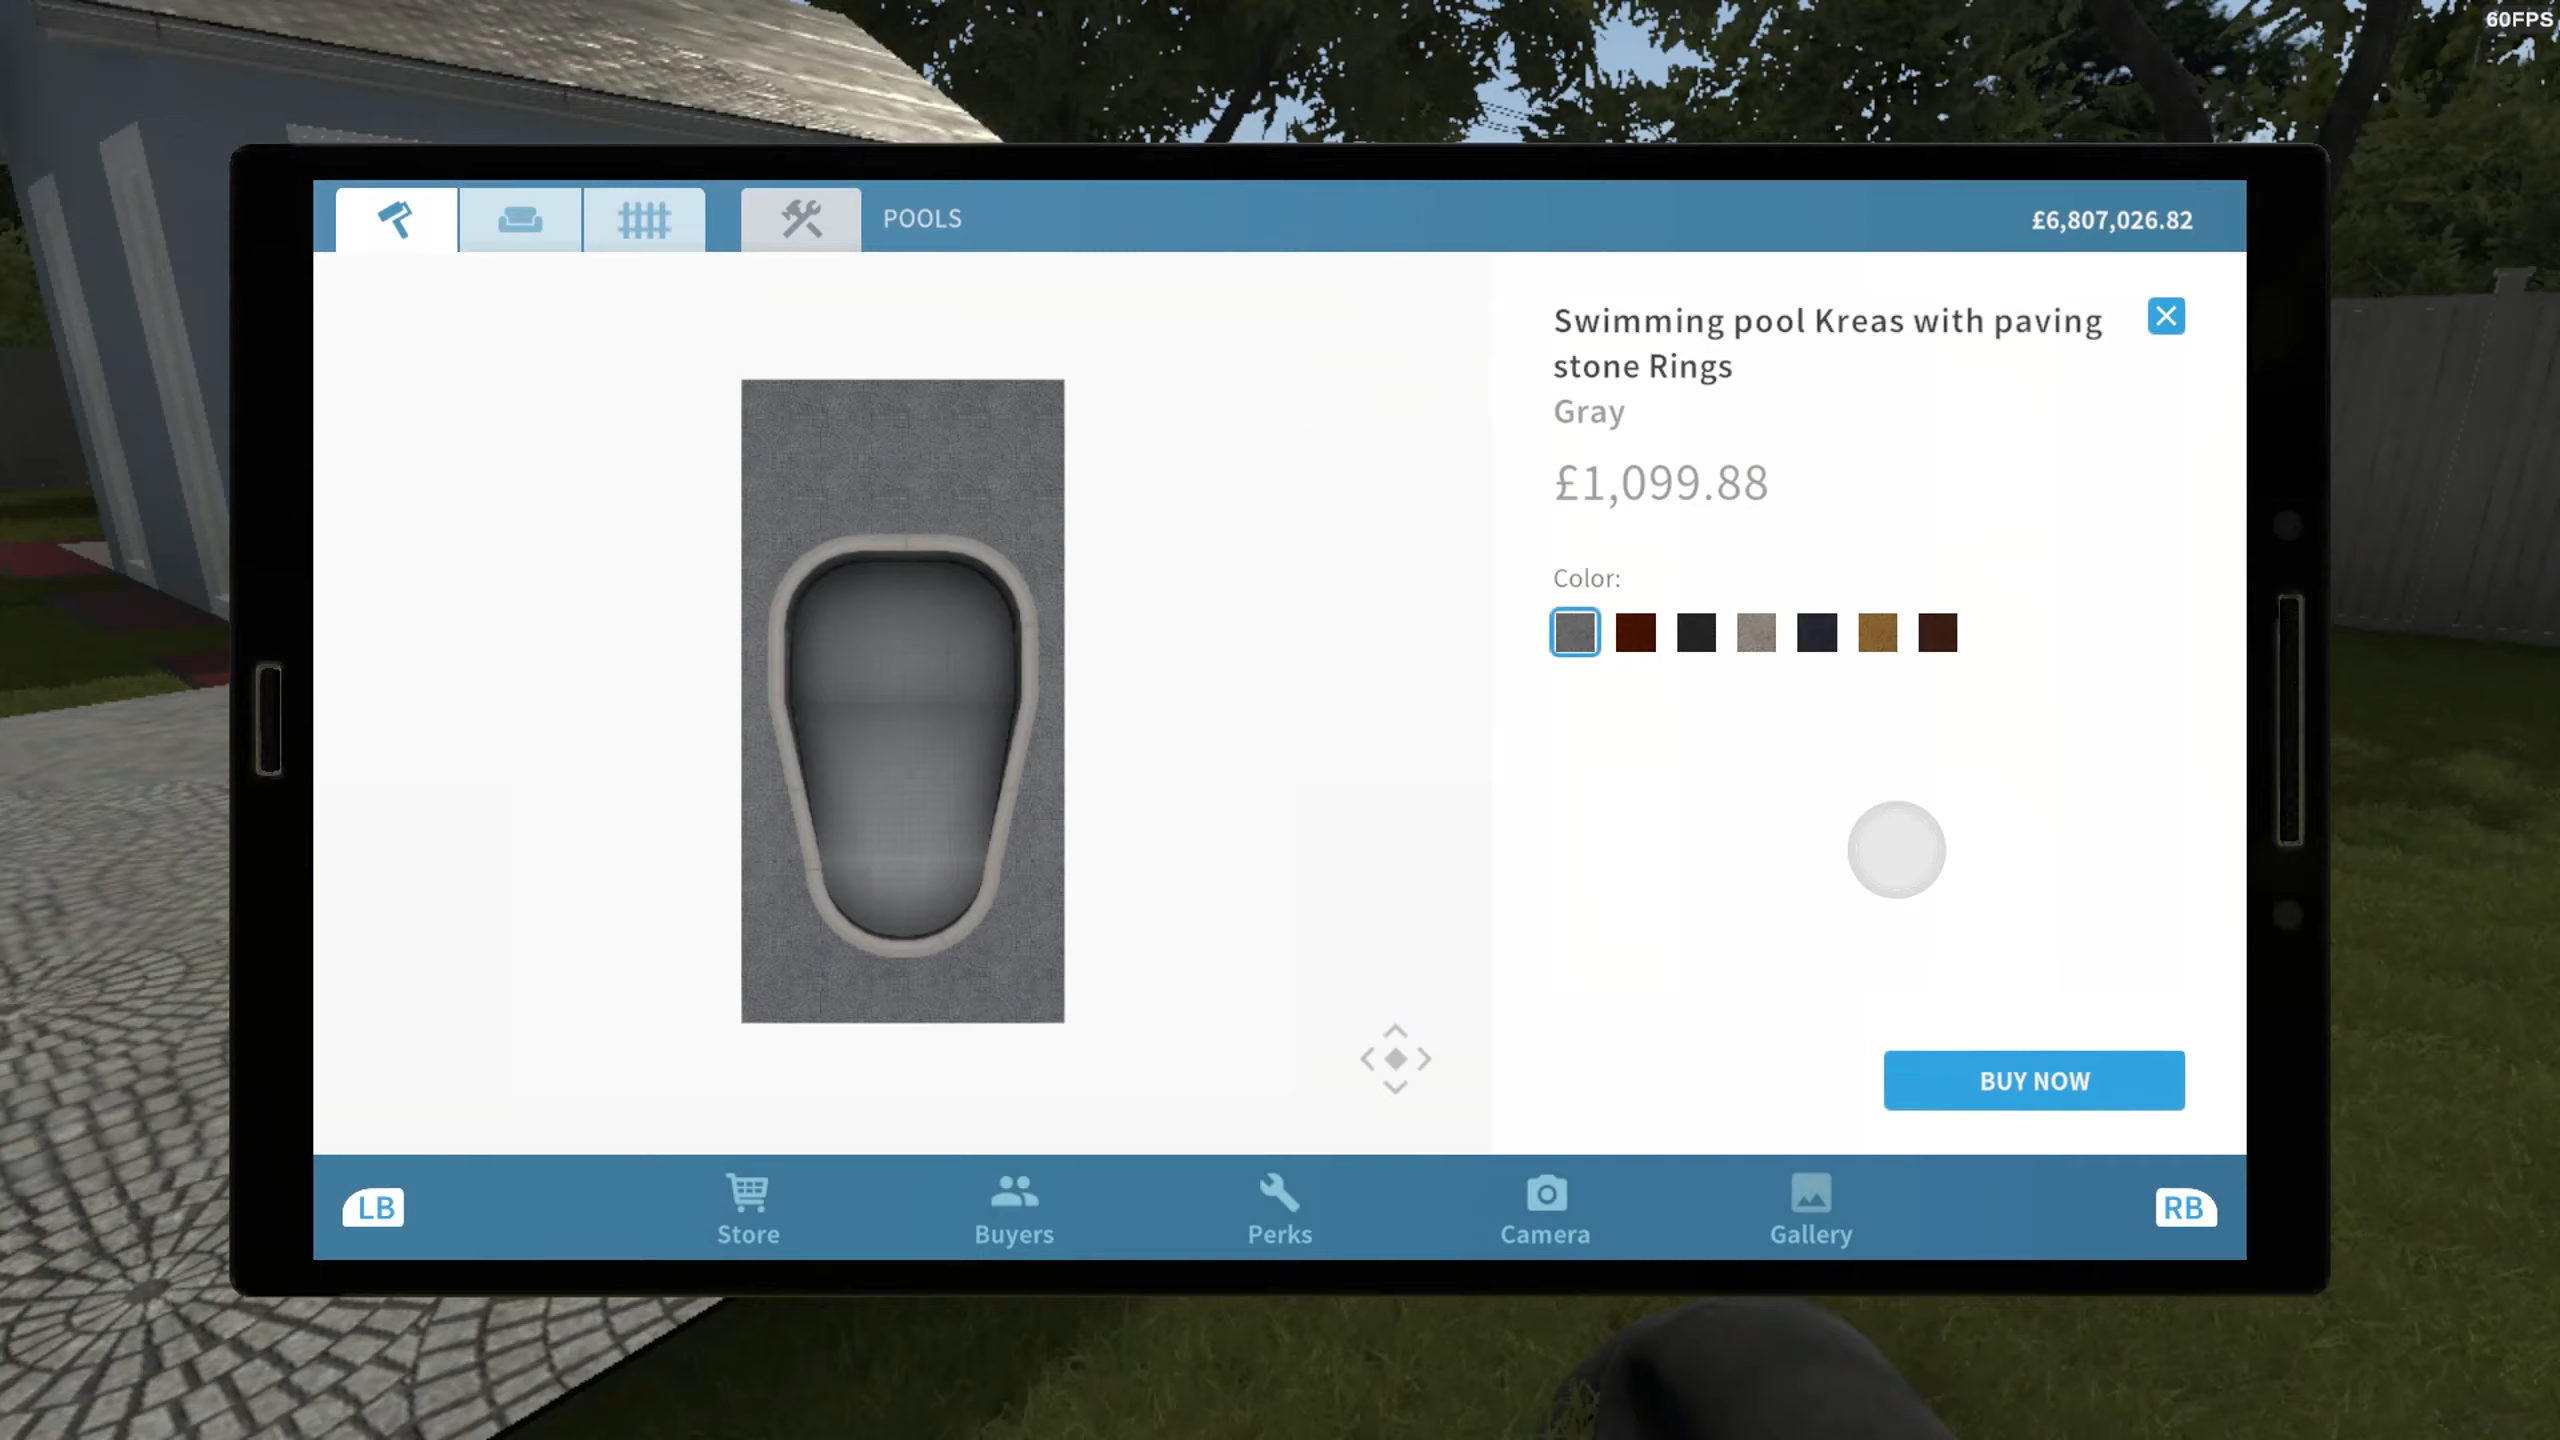 60FPS
POOLS
£6,807,026.82
Swimming pool Kreas with paving
stone Rings
Gray
£1,099.88
Color:
BUY NOW
LB
Store
Buyers
Perks
Camera
Gallery
RB